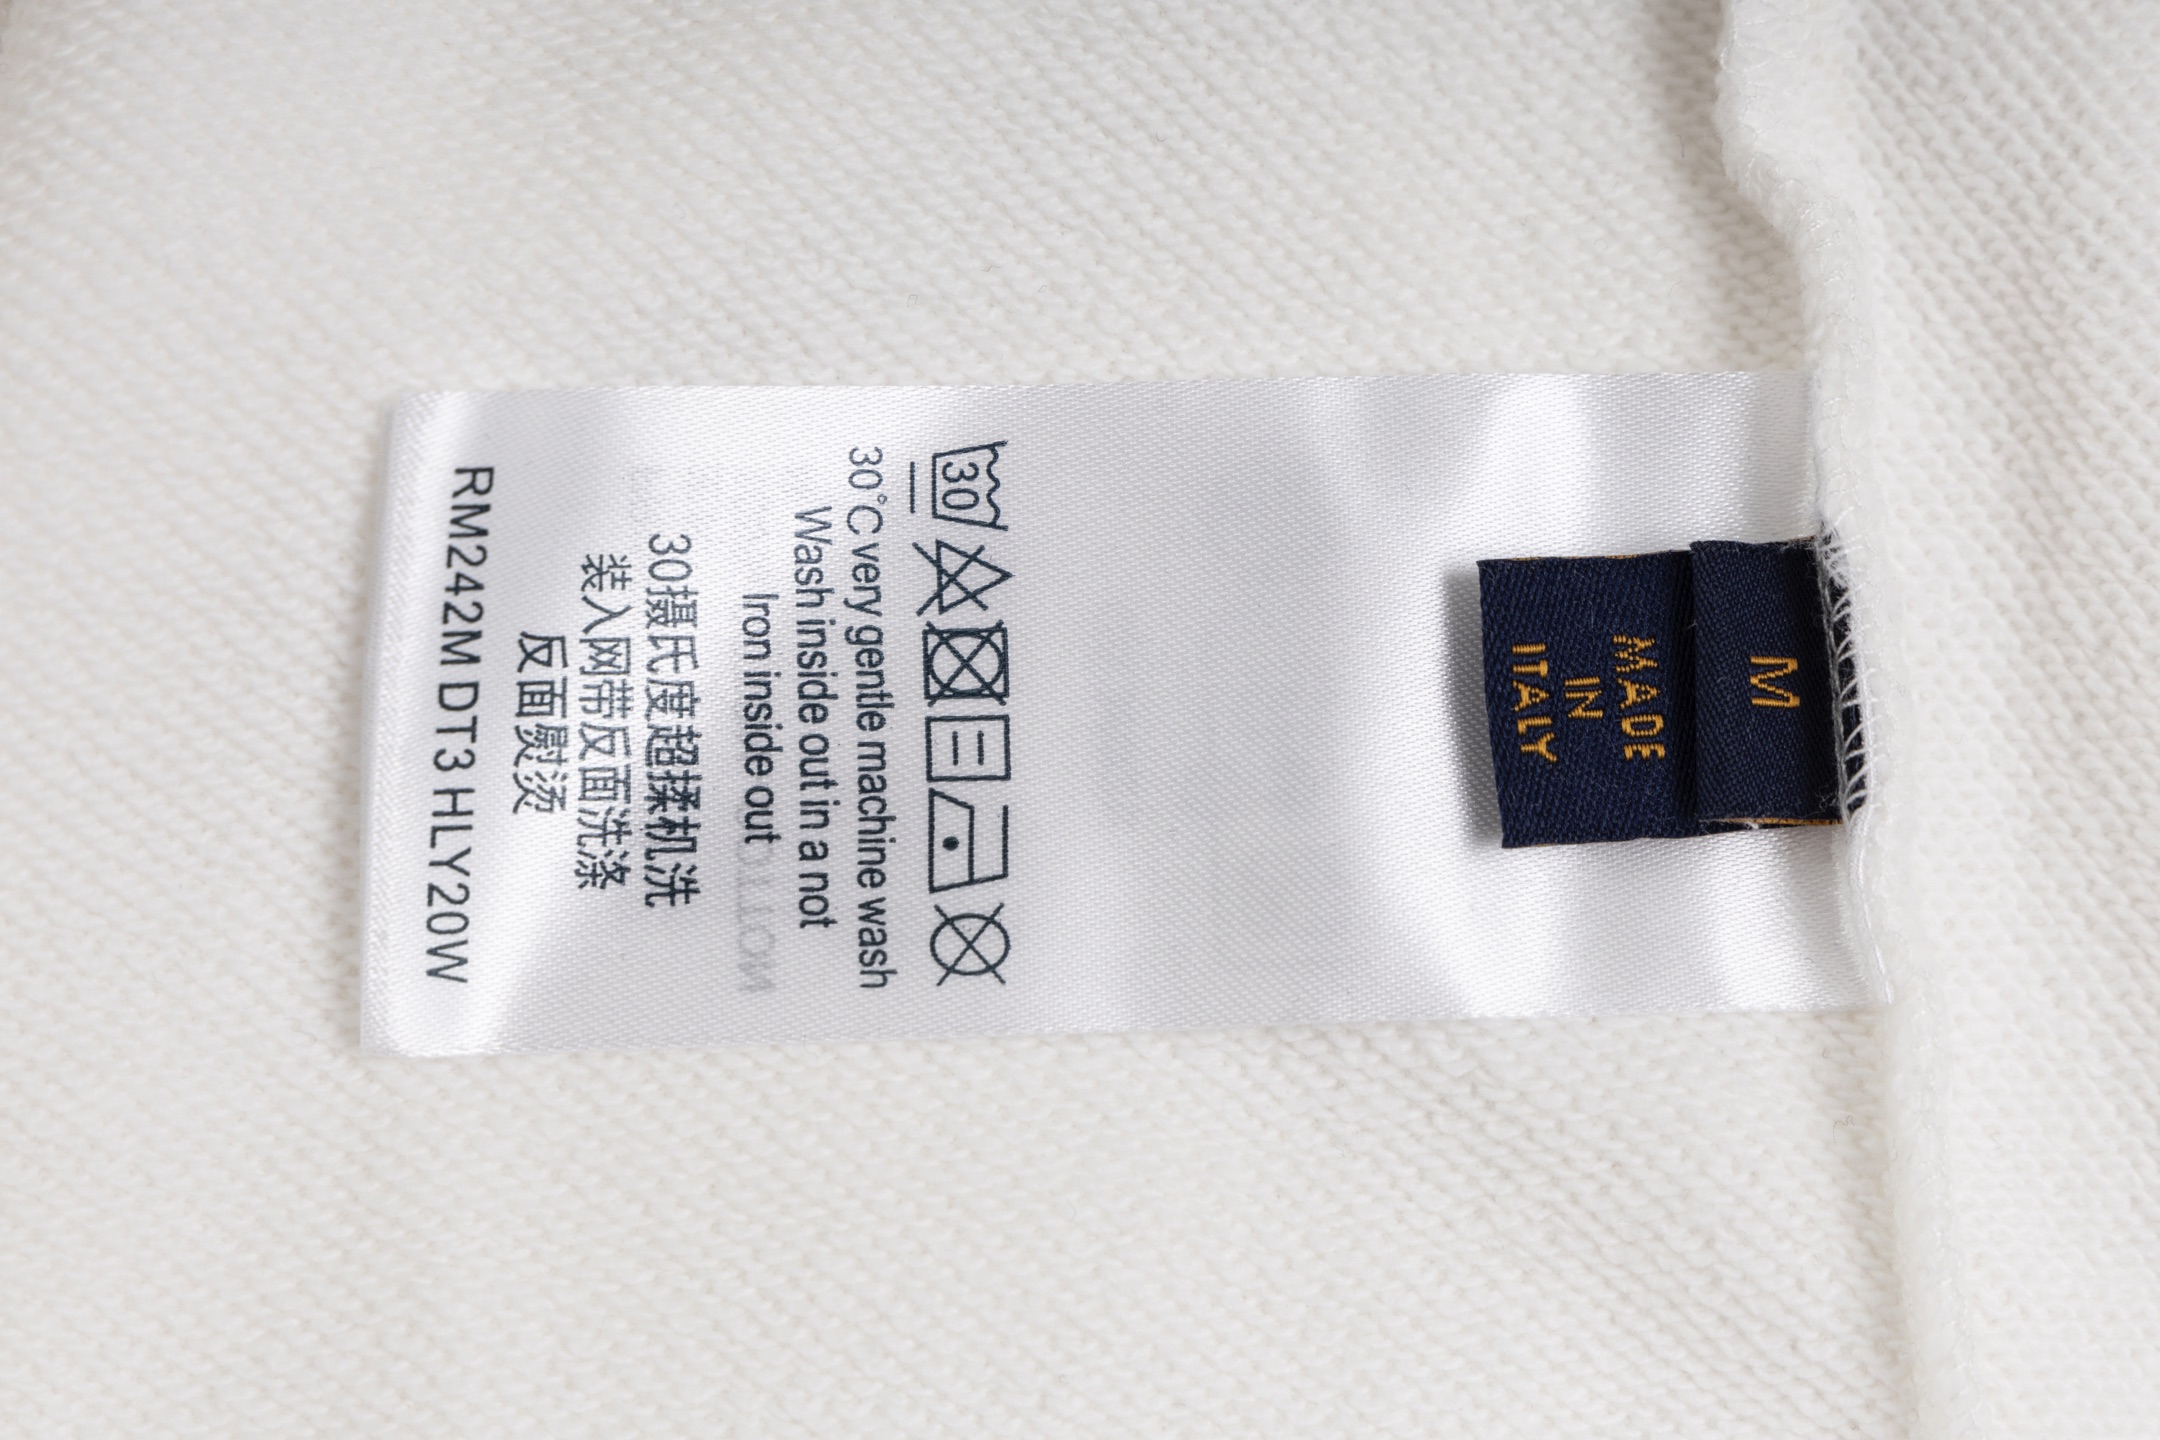 M
MADE
IN
ITALY
30
30°C very gentle machine wash
Wash inside out in a not
Iron inside out
30摄氏度超揉机洗
装入网带反面洗涤
反面熨烫
RM242M DT3 HLY20W